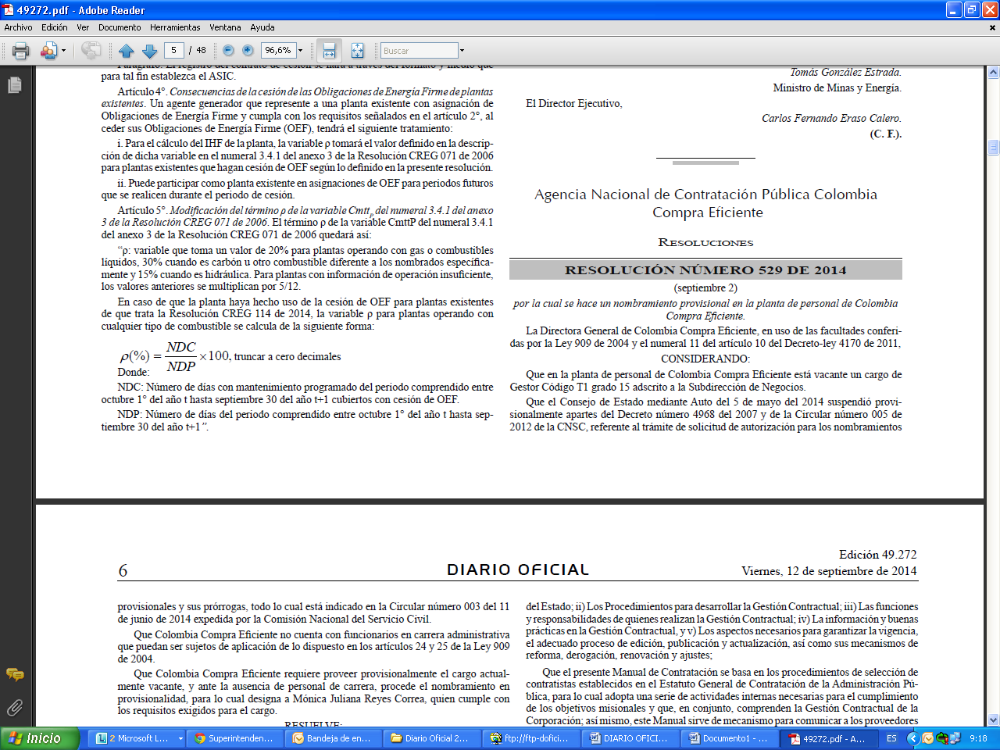 49272.pdf - Adobe Reader
Archivo Edición Ver Documento Herramientas Ventana Ayuda
5 / 48 96,6% Buscar
Parágrafo. El registro del contrato de cesión se hará a través del formato y medio que
para tal fin establezca el ASIC.
Artículo 4°. Consecuencias de la cesión de las Obligaciones de Energía Firme de plantas
existentes. Un agente generador que represente a una planta existente con asignación de
Obligaciones de Energía Firme y cumpla con los requisitos señalados en el artículo 2°, al
ceder sus Obligaciones de Energía Firme (OEF), tendrá el siguiente tratamiento:
i. Para el cálculo del IHF de la planta, la variable ρ tomará el valor definido en la descrip-
ción de dicha variable en el numeral 3.4.1 del anexo 3 de la Resolución CREG 071 de 2006
para plantas existentes que hagan cesión de OEF según lo definido en la presente resolución.
ii. Puede participar como planta existente en asignaciones de OEF para periodos futuros
que se realicen durante el periodo de cesión.
Artículo 5°. Modificación del término ρ de la variable Cmttp del numeral 3.4.1 del anexo
3 de la Resolución CREG 071 de 2006. El término ρ de la variable CmttP del numeral 3.4.1
del anexo 3 de la Resolución CREG 071 de 2006 quedará así:
“ρ: variable que toma un valor de 20% para plantas operando con gas o combustibles
líquidos, 30% cuando es carbón u otro combustible diferente a los nombrados específica-
mente y 15% cuando es hidráulica. Para plantas con información de operación insuficiente,
los valores anteriores se multiplican por 5/12.
En caso de que la planta haya hecho uso de la cesión de OEF para plantas existentes
de que trata la Resolución CREG 114 de 2014, la variable ρ para plantas operando con
cualquier tipo de combustible se calcula de la siguiente forma:
ρ(%) = NDC/NDP ×100, truncar a cero decimales
Donde:
NDC: Número de días con mantenimiento programado del periodo comprendido entre
octubre 1° del año t hasta septiembre 30 del año t+1 cubiertos con cesión de OEF.
NDP: Número de días del periodo comprendido entre octubre 1° del año t hasta sep-
tiembre 30 del año t+1”.
Tomás González Estrada.
Ministro de Minas y Energía.
El Director Ejecutivo,
Carlos Fernando Eraso Calero.
(C. F.).
Agencia Nacional de Contratación Pública Colombia
Compra Eficiente
Resoluciones
RESOLUCIÓN NÚMERO 529 DE 2014
(septiembre 2)
por la cual se hace un nombramiento provisional en la planta de personal de Colombia
Compra Eficiente.
La Directora General de Colombia Compra Eficiente, en uso de las facultades conferi-
das por la Ley 909 de 2004 y el numeral 11 del artículo 10 del Decreto-ley 4170 de 2011,
CONSIDERANDO:
Que en la planta de personal de Colombia Compra Eficiente está vacante un cargo de
Gestor Código T1 grado 15 adscrito a la Subdirección de Negocios.
Que el Consejo de Estado mediante Auto del 5 de mayo del 2014 suspendió provi-
sionalmente apartes del Decreto número 4968 del 2007 y de la Circular número 005 de
2012 de la CNSC, referente al trámite de solicitud de autorización para los nombramientos
6 DIARIO OFICIAL
Edición 49.272
Viernes, 12 de septiembre de 2014
provisionales y sus prórrogas, todo lo cual está indicado en la Circular número 003 del 11
de junio de 2014 expedida por la Comisión Nacional del Servicio Civil.
Que Colombia Compra Eficiente no cuenta con funcionarios en carrera administrativa
que puedan ser sujetos de aplicación de lo dispuesto en los artículos 24 y 25 de la Ley 909
de 2004.
Que Colombia Compra Eficiente requiere proveer provisionalmente el cargo actual-
mente vacante, y ante la ausencia de personal de carrera, procede el nombramiento en
provisionalidad, para lo cual designa a Mónica Juliana Reyes Correa, quien cumple con
los requisitos exigidos para el cargo.
RESUELVE:
del Estado; ii) Los Procedimientos para desarrollar la Gestión Contractual; iii) Las funciones
y responsabilidades de quienes realizan la Gestión Contractual; iv) La información y buenas
prácticas en la Gestión Contractual, y v) Los aspectos necesarios para garantizar la vigencia,
el adecuado proceso de edición, publicación y actualización, así como sus mecanismos de
reforma, derogación, renovación y ajustes;
Que el presente Manual de Contratación se basa en los procedimientos de selección de
contratistas establecidos en el Estatuto General de Contratación de la Administración Pú-
blica, para lo cual adopta una serie de actividades internas necesarias para el cumplimiento
de los objetivos misionales y que, en conjunto, comprenden la Gestión Contractual de la
Corporación; así mismo, este Manual sirve de mecanismo para comunicar a los proveedores
Inicio 2 Microsoft L... Superintenden... Bandeja de en... Diario Oficial 2... ftp://ftp-dofici... DIARIO OFICI... Documento1 - ... 49272.pdf - A... ES 9:18